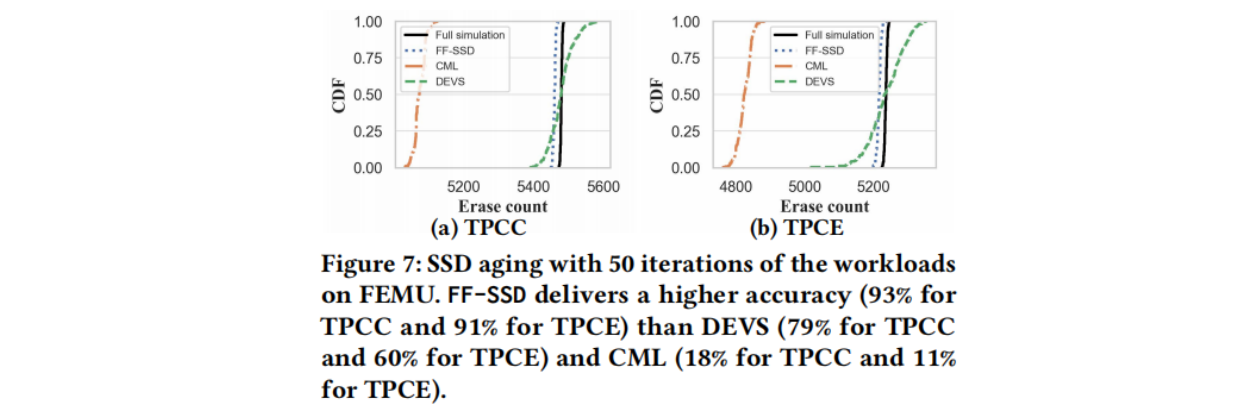 1.00
0.75
0.50
0.25
0.00
CDF
Full simulation
FF-SSD
CML
DEVS
5200 5400 5600
Erase count
(a) TPCC
1.00
0.75
0.50
0.25
0.00
CDF
Full simulation
FF-SSD
CML
DEVS
4800 5000 5200
Erase count
(b) TPCE
Figure 7: SSD aging with 50 iterations of the workloads
on FEMU. FF-SSD delivers a higher accuracy (93% for
TPCC and 91% for TPCE) than DEVS (79% for TPCC
and 60% for TPCE) and CML (18% for TPCC and 11%
for TPCE).